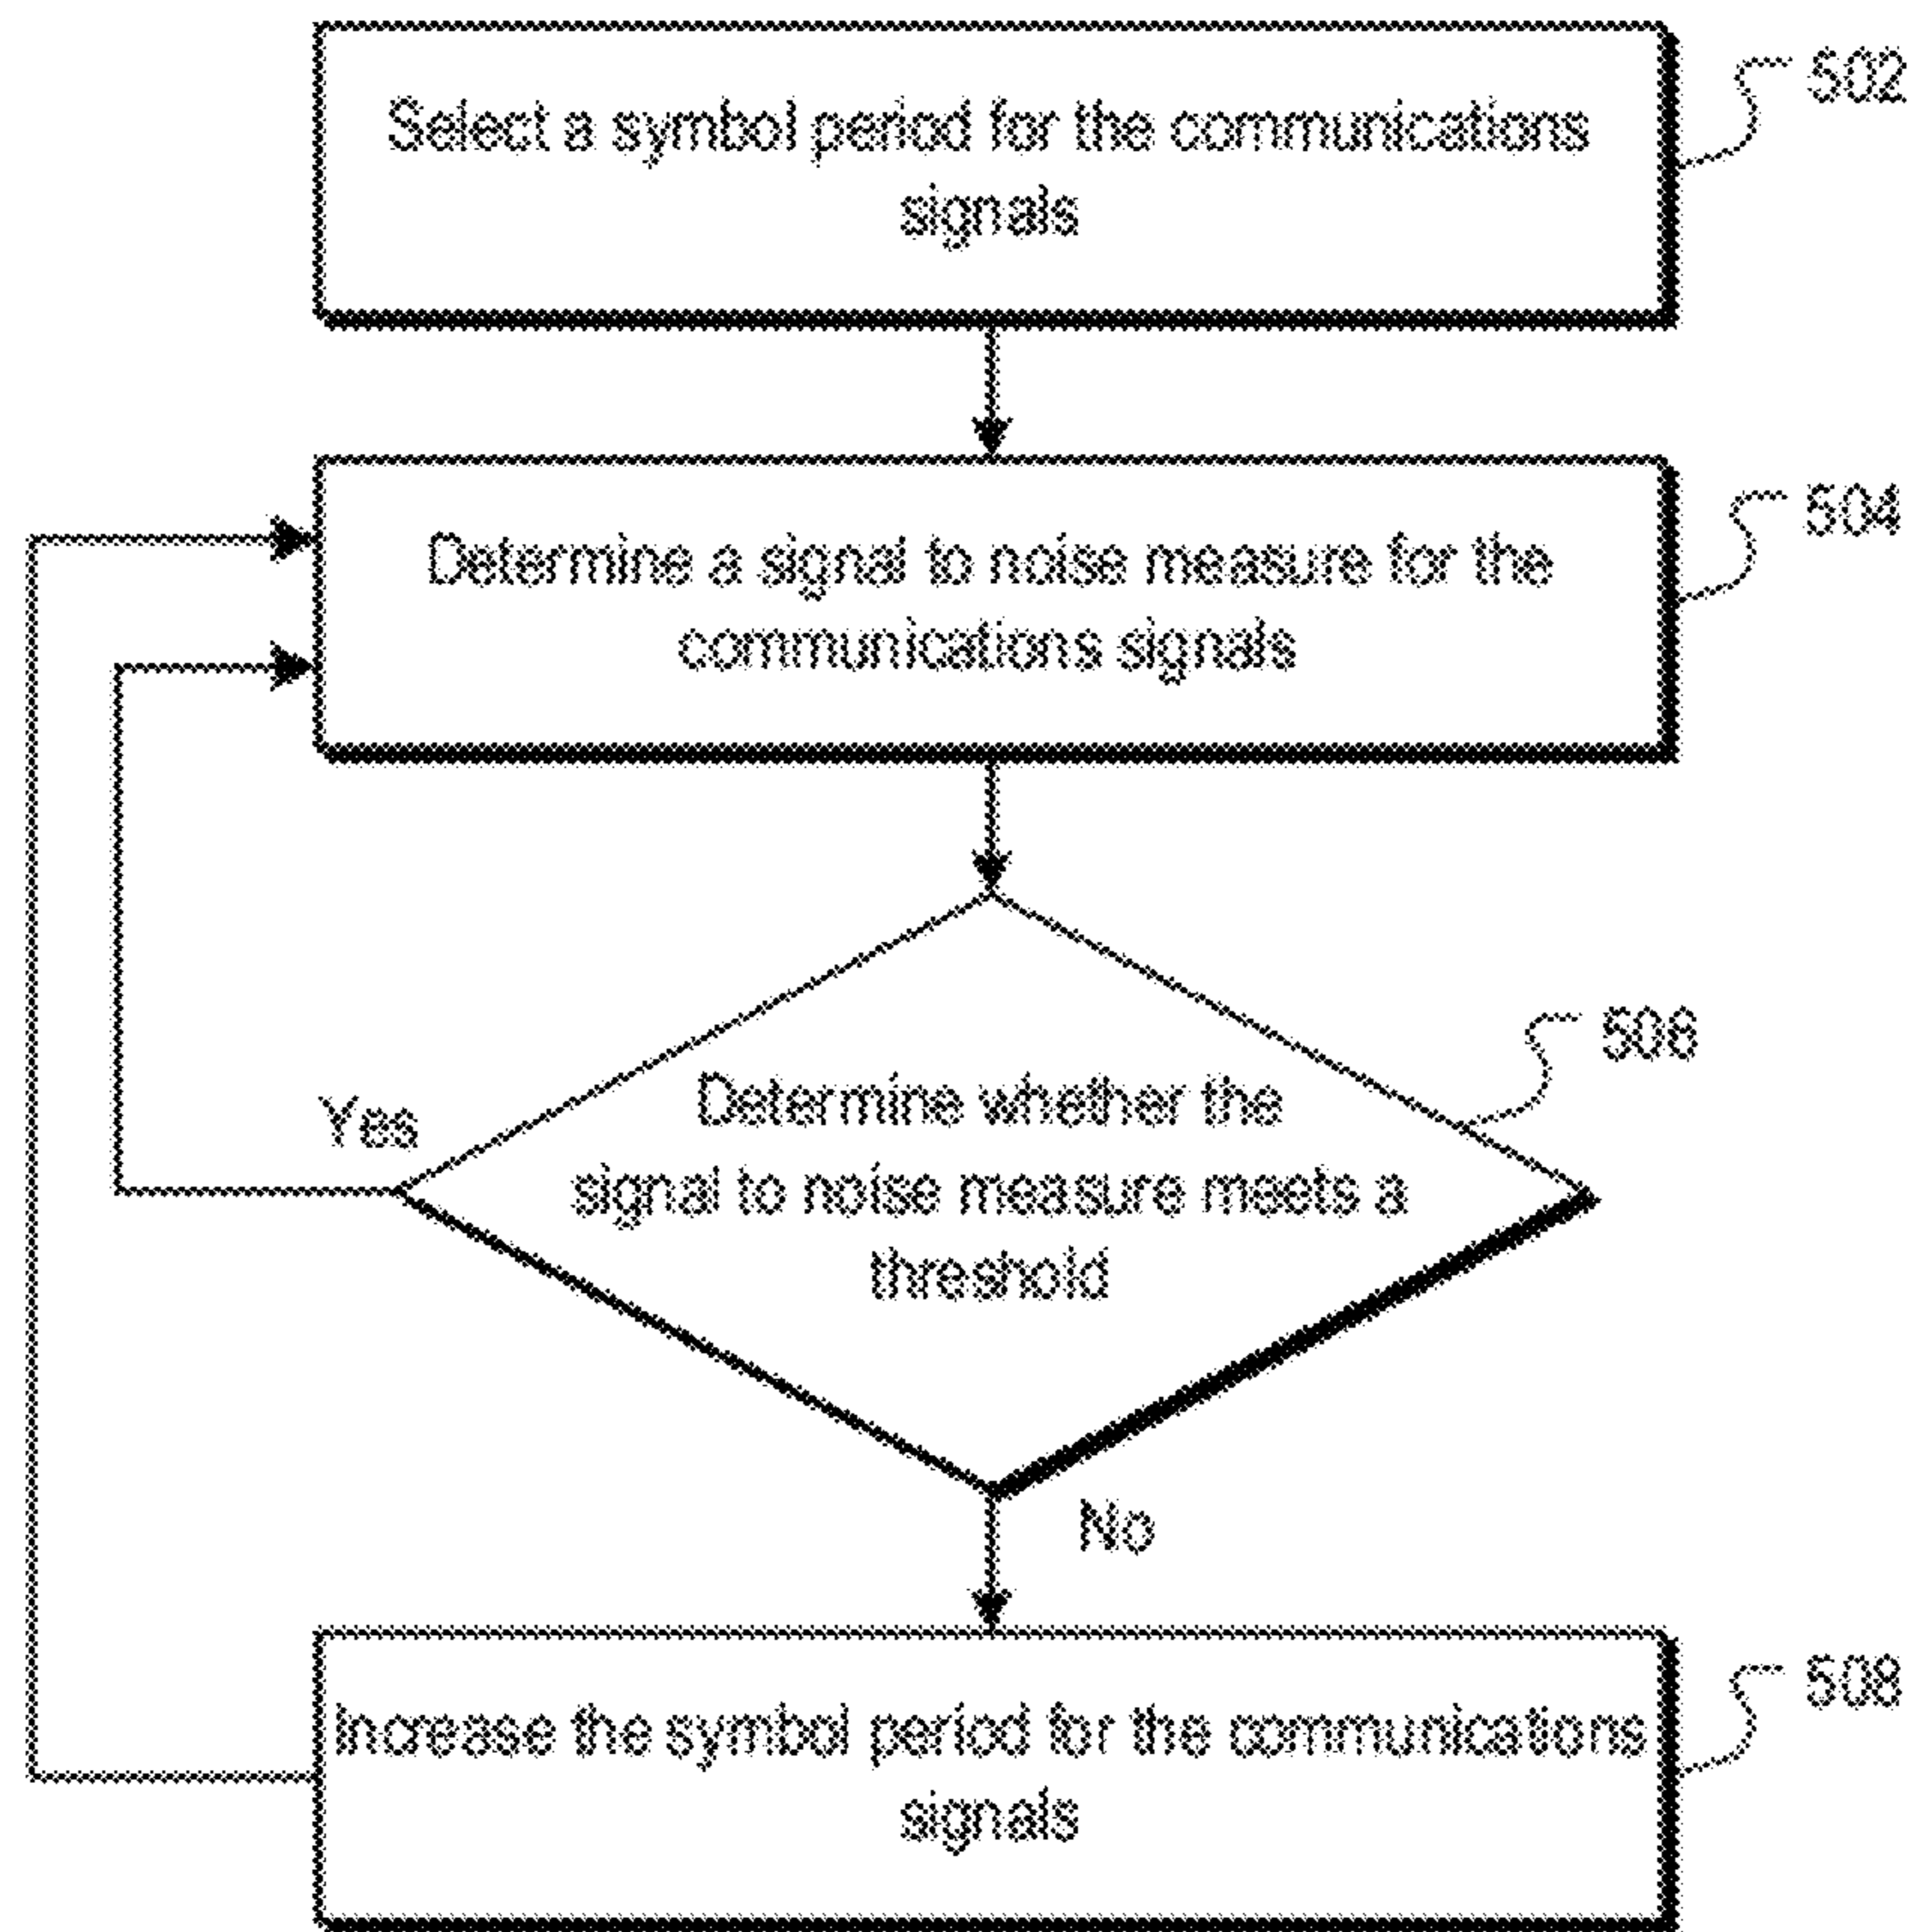 Select a symbol period for the communications
signals
502
Determine a signal to noise measure for the
communications signals
504
Determine whether the
signal to noise measure meets a
threshold
506
Yes
No
Increase the symbol period for the communications
signals
508